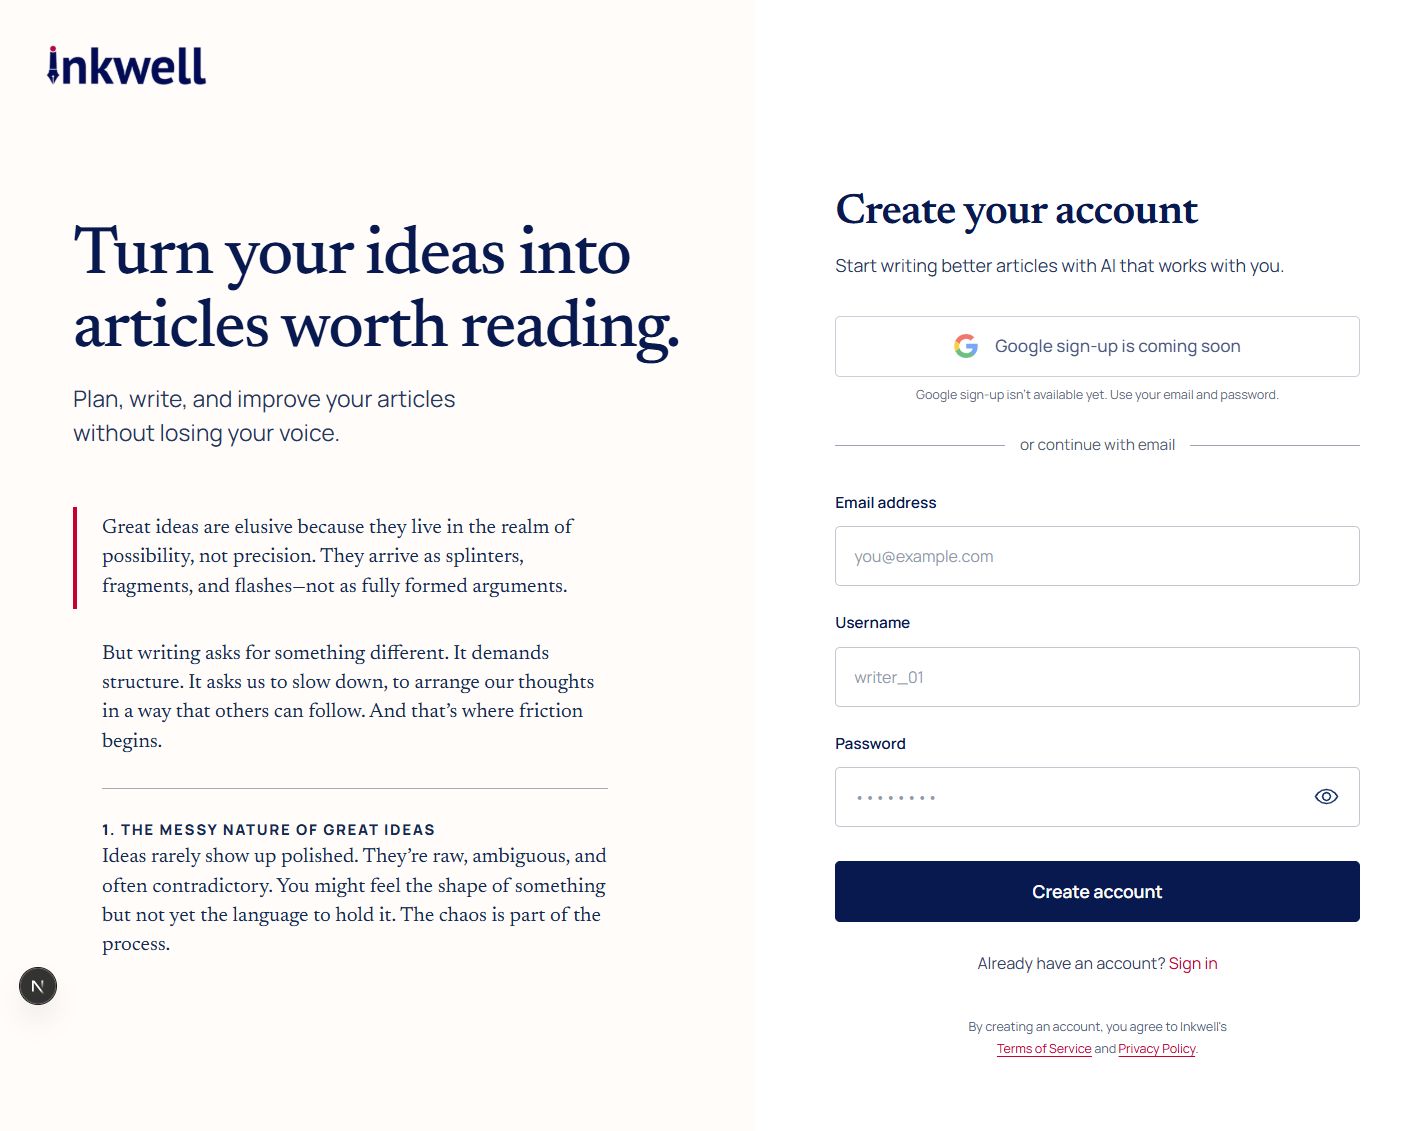 inkwell
Turn your ideas into
articles worth reading.
Plan, write, and improve your articles
without losing your voice.
Great ideas are elusive because they live in the realm of
possibility, not precision. They arrive as splinters,
fragments, and flashes—not as fully formed arguments.
But writing asks for something different. It demands
structure. It asks us to slow down, to arrange our thoughts
in a way that others can follow. And that’s where friction
begins.
1. THE MESSY NATURE OF GREAT IDEAS
Ideas rarely show up polished. They’re raw, ambiguous, and
often contradictory. You might feel the shape of something
but not yet the language to hold it. The chaos is part of the
process.
N
Create your account
Start writing better articles with AI that works with you.
Google sign-up is coming soon
Google sign-up isn't available yet. Use your email and password.
or continue with email
Email address
you@example.com
Username
writer_01
Password
••••••••
Create account
Already have an account? Sign in
By creating an account, you agree to Inkwell's
Terms of Service and Privacy Policy.